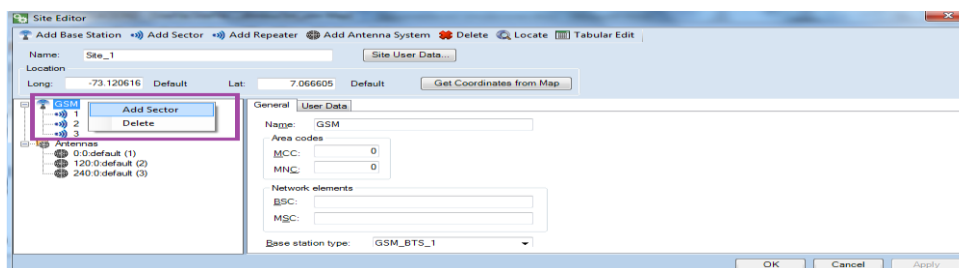 Site Editor
Add Base Station Add Sector Add Repeater Add Antenna System Delete Locate Tabular Edit
Name: Site_1 Site User Data...
Location
Long: -73.120616 Default Lat: 7.066605 Default Get Coordinates from Map
GSM
1
2
3
Antennas
0:0:default (1)
120:0:default (2)
240:0:default (3)
Add Sector
Delete
General User Data
Name: GSM
Area codes
MCC: 0
MNC: 0
Network elements
BSC:
MSC:
Base station type: GSM_BTS_1
OK Cancel Apply